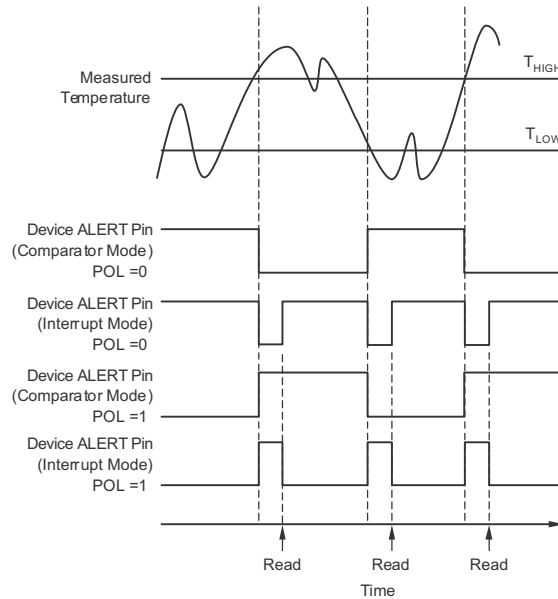 Measured
Temperature
THIGH
TLOW
Device ALERT Pin
(Comparator Mode)
POL =0
Device ALERT Pin
(Interrupt Mode)
POL =0
Device ALERT Pin
(Comparator Mode)
POL =1
Device ALERT Pin
(Interrupt Mode)
POL =1
Read
Read
Read
Time